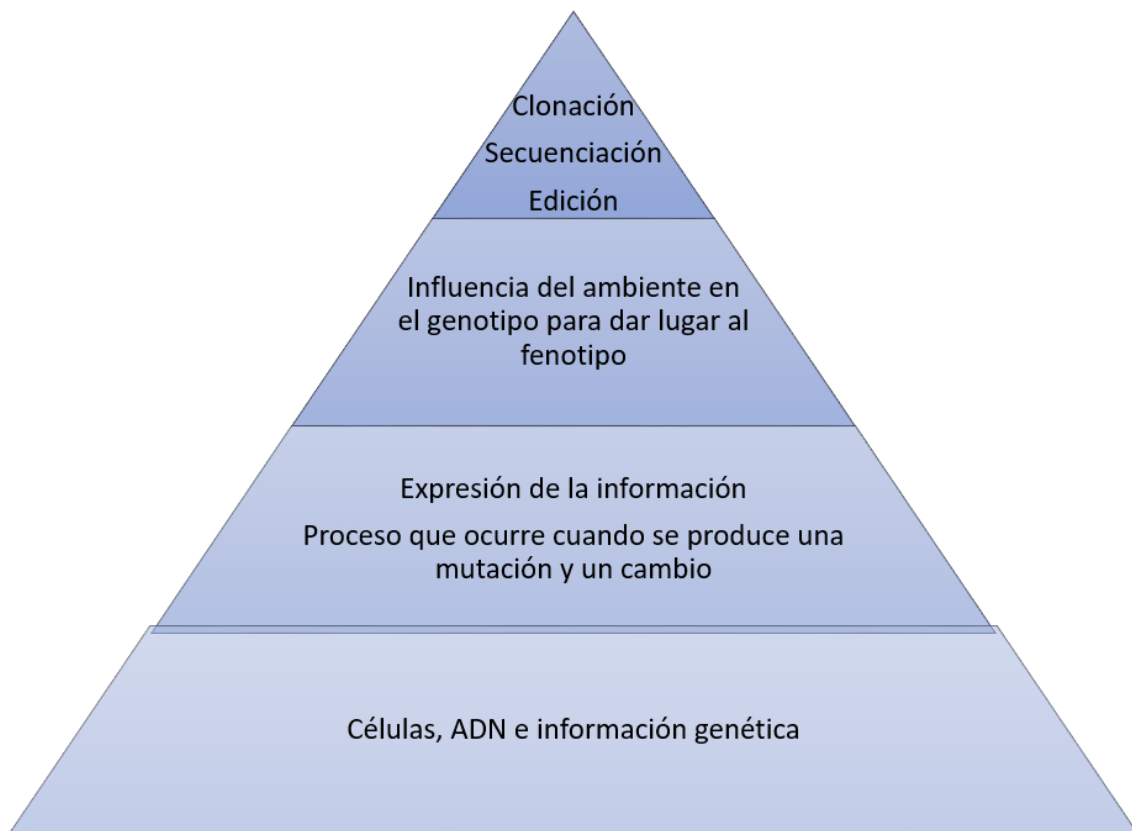 Clonación
Secuenciación
Edición
Influencia del ambiente en
el genotipo para dar lugar al
fenotipo
Expresión de la información
Proceso que ocurre cuando se produce una
mutación y un cambio
Células, ADN e información genética